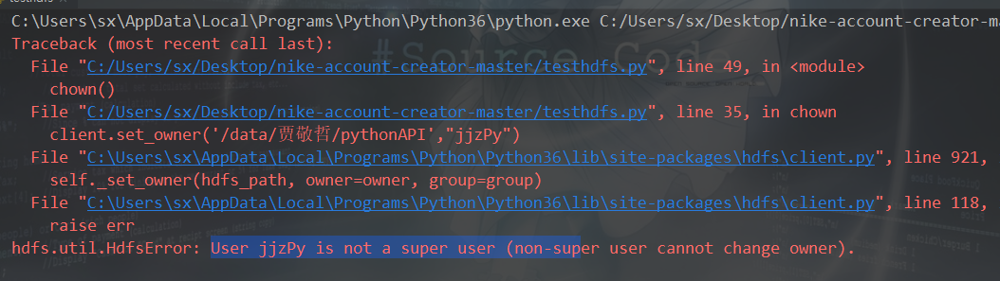 testhdfs
C:\Users\sx\AppData\Local\Programs\Python\Python36\python.exe C:/Users/sx/Desktop/nike-account-creator-ma
Traceback (most recent call last):
#Source Code
File "C:/Users/sx/Desktop/nike-account-creator-master/testhdfs.py", line 49, in <module>
chown()
File "C:/Users/sx/Desktop/nike-account-creator-master/testhdfs.py", line 35, in chown
client.set_owner('/data/贾敬哲/pythonAPI',"jjzPy")
File "C:\Users\sx\AppData\Local\Programs\Python\Python36\lib\site-packages\hdfs\client.py", line 921,
self._set_owner(hdfs_path, owner=owner, group=group)
File "C:\Users\sx\AppData\Local\Programs\Python\Python36\lib\site-packages\hdfs\client.py", line 118,
raise err
hdfs.util.HdfsError: User jjzPy is not a super user (non-super user cannot change owner).